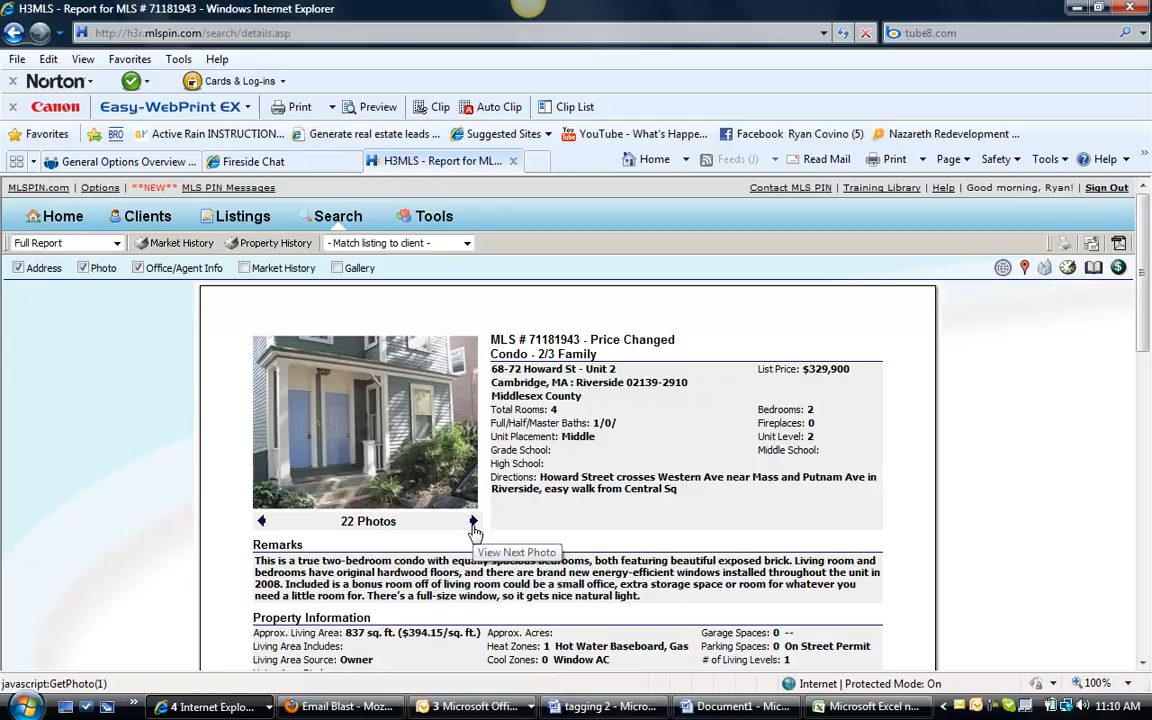 H3MLS - Report for MLS # 71181943 - Windows Internet Explorer
http://h3r.mlspin.com/search/details.asp
tube8.com
File Edit View Favorites Tools Help
Norton Cards & Log-ins
Canon Easy-WebPrint EX Print Preview Clip Auto Clip Clip List
Favorites BRO Active Rain INSTRUCTION... Generate real estate leads ... Suggested Sites YouTube - What's Happe... Facebook Ryan Covino (5) Nazareth Redevelopment ...
General Options Overview ... Fireside Chat H3MLS - Report for ML... Home Feeds (J) Read Mail Print Page Safety Tools Help
MLSPIN.com | Options | **NEW** MLS PIN Messages Contact MLS PIN | Training Library | Help | Good morning, Ryan! Sign Out
Home Clients Listings Search Tools
Full Report Market History Property History - Match listing to client -
Address Photo Office/Agent Info Market History Gallery
MLS # 71181943 - Price Changed
Condo - 2/3 Family
68-72 Howard St - Unit 2 List Price: $329,900
Cambridge, MA : Riverside 02139-2910
Middlesex County
Total Rooms: 4 Bedrooms: 2
Full/Half/Master Baths: 1/0/ Fireplaces: 0
Unit Placement: Middle Unit Level: 2
Grade School: Middle School:
High School:
Directions: Howard Street crosses Western Ave near Mass and Putnam Ave in
Riverside, easy walk from Central Sq
22 Photos
View Next Photo
Remarks
This is a true two-bedroom condo with equally spacious bedrooms, both featuring beautiful exposed brick. Living room and
bedrooms have original hardwood floors, and there are brand new energy-efficient windows installed throughout the unit in
2008. Included is a bonus room off of living room could be a small office, extra storage space or room for whatever you
need a little room for. There's a full-size window, so it gets nice natural light.
Property Information
Approx. Living Area: 837 sq. ft. ($394.15/sq. ft.) Approx. Acres: Garage Spaces: 0 --
Living Area Includes: Heat Zones: 1 Hot Water Baseboard, Gas Parking Spaces: 0 On Street Permit
Living Area Source: Owner Cool Zones: 0 Window AC # of Living Levels: 1
javascript:GetPhoto(1) Internet | Protected Mode: On 100%
4 Internet Explo... Email Blast - Moz... 3 Microsoft Offi... tagging 2 - Micro... Document1 - Mic... Microsoft Excel n... 11:10 AM